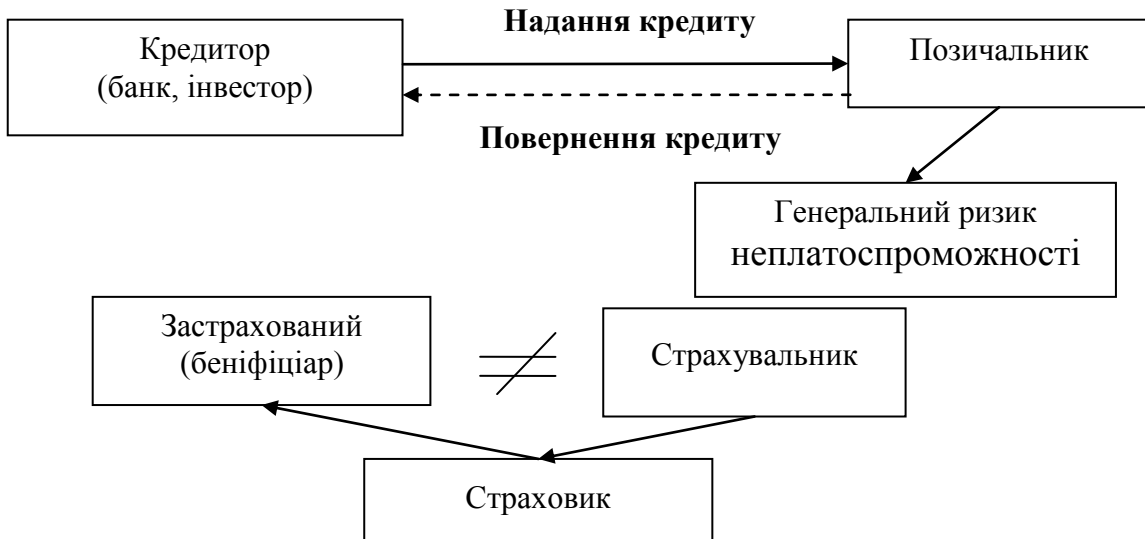 Надання кредиту
Кредитор
(банк, інвестор)
Позичальник
Повернення кредиту
Генеральний ризик
неплатоспроможності
Застрахований
(беніфіціар)
Страхувальник
Страховик